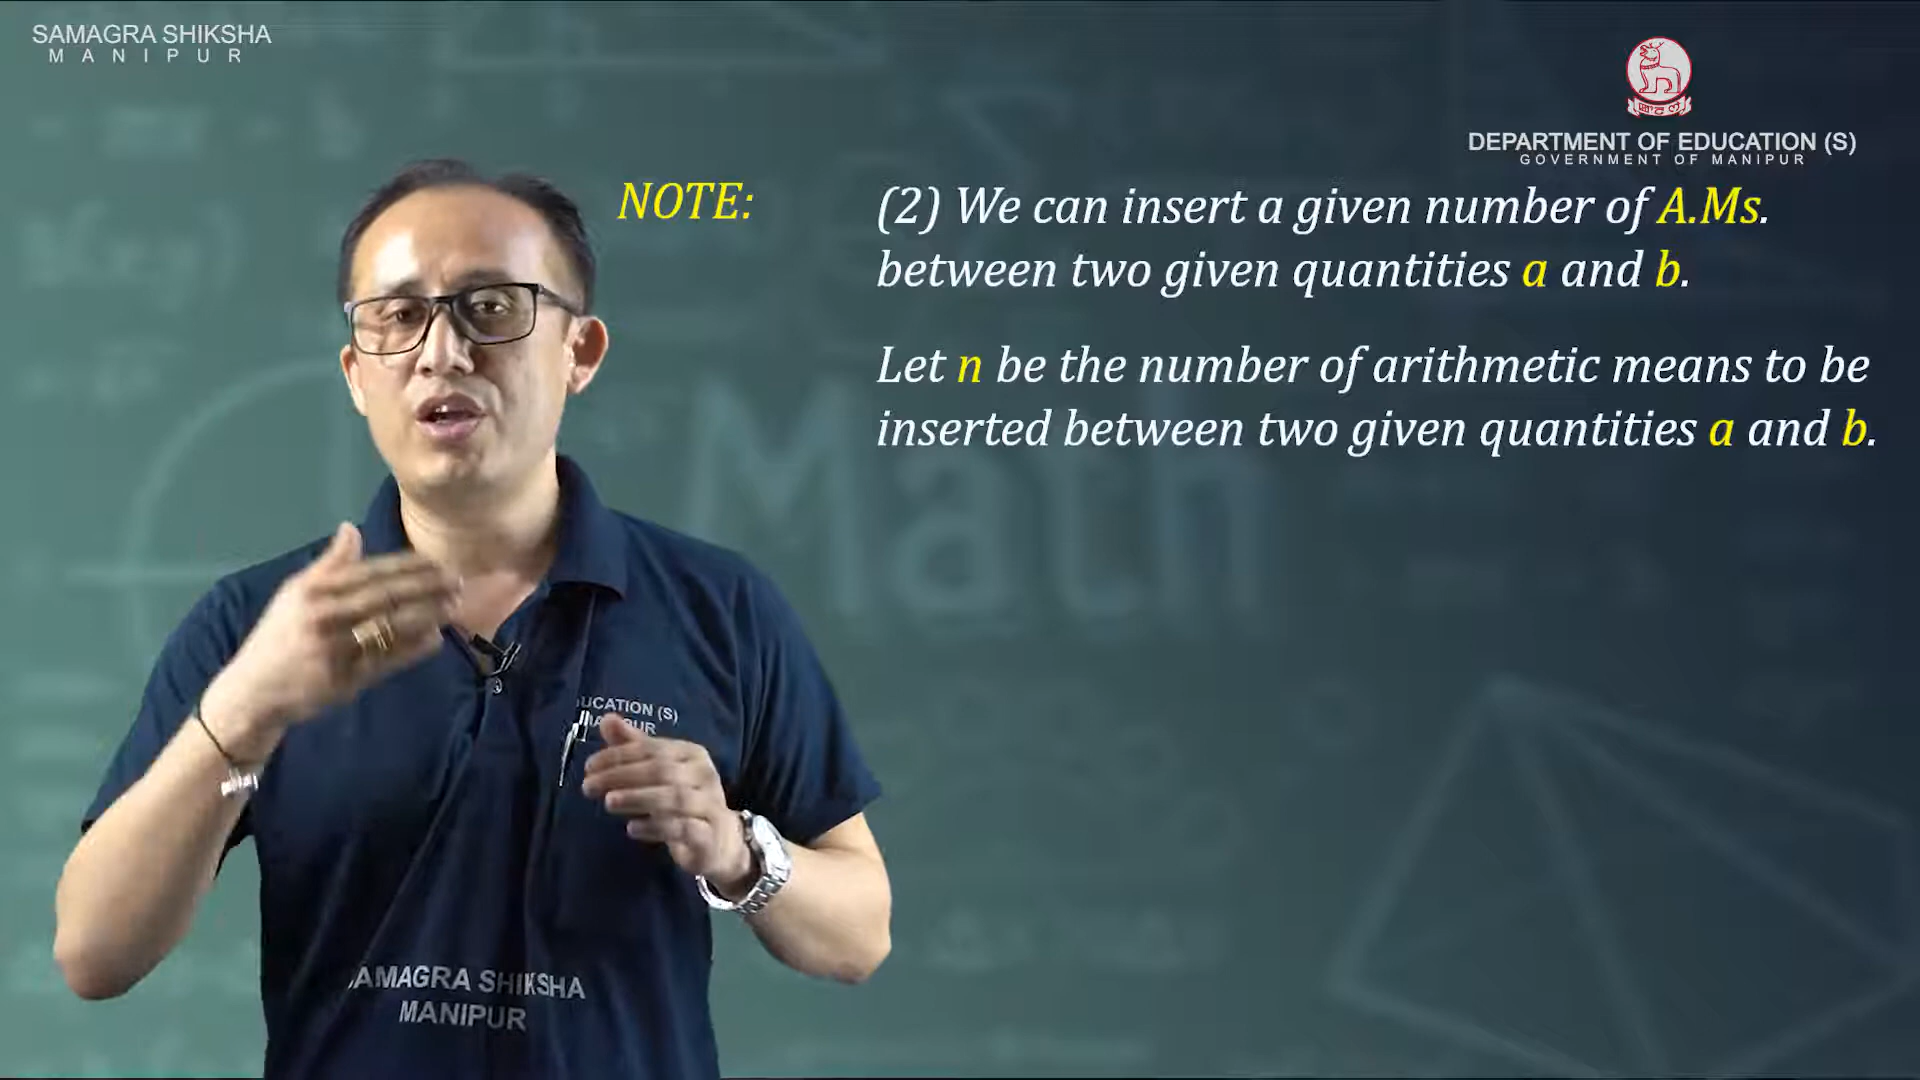 SAMAGRA SHIKSHA
MANIPUR
DEPARTMENT OF EDUCATION (S)
GOVERNMENT OF MANIPUR
NOTE:
(2) We can insert a given number of A.Ms.
between two given quantities a and b.
Let n be the number of arithmetic means to be
inserted between two given quantities a and b.
Math
UCATION (S)
SAMAGRA SHIKSHA
MANIPUR